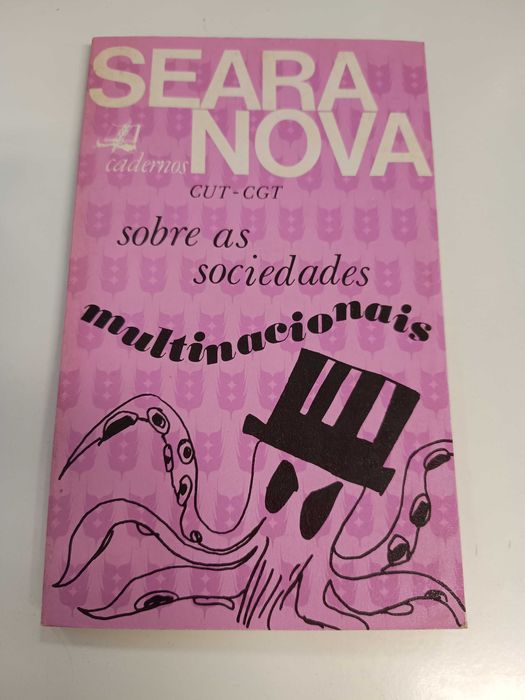 SEARA
NOVA
cadernos
CUT-CGT
sobre as
sociedades
multinacionais